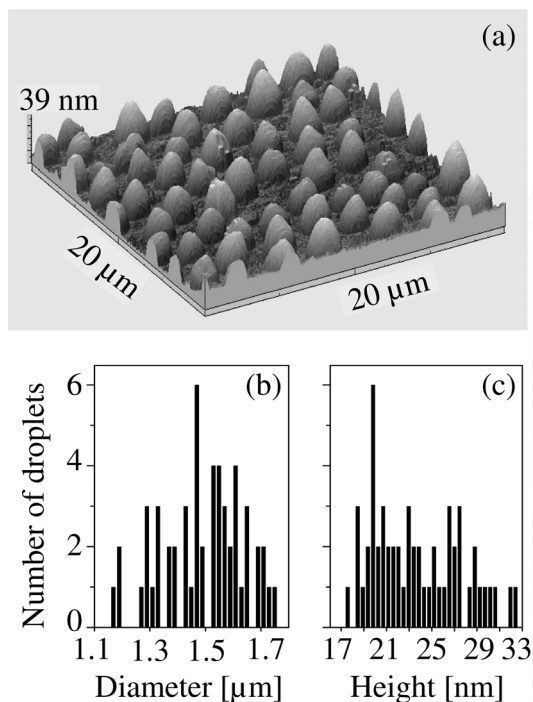 (a)
39 nm
20 µm
20 µm
(b)
(c)
6
4
2
0
Number of droplets
1.1 1.3 1.5 1.7
17 21 25 29 33
Diameter [µm]
Height [nm]